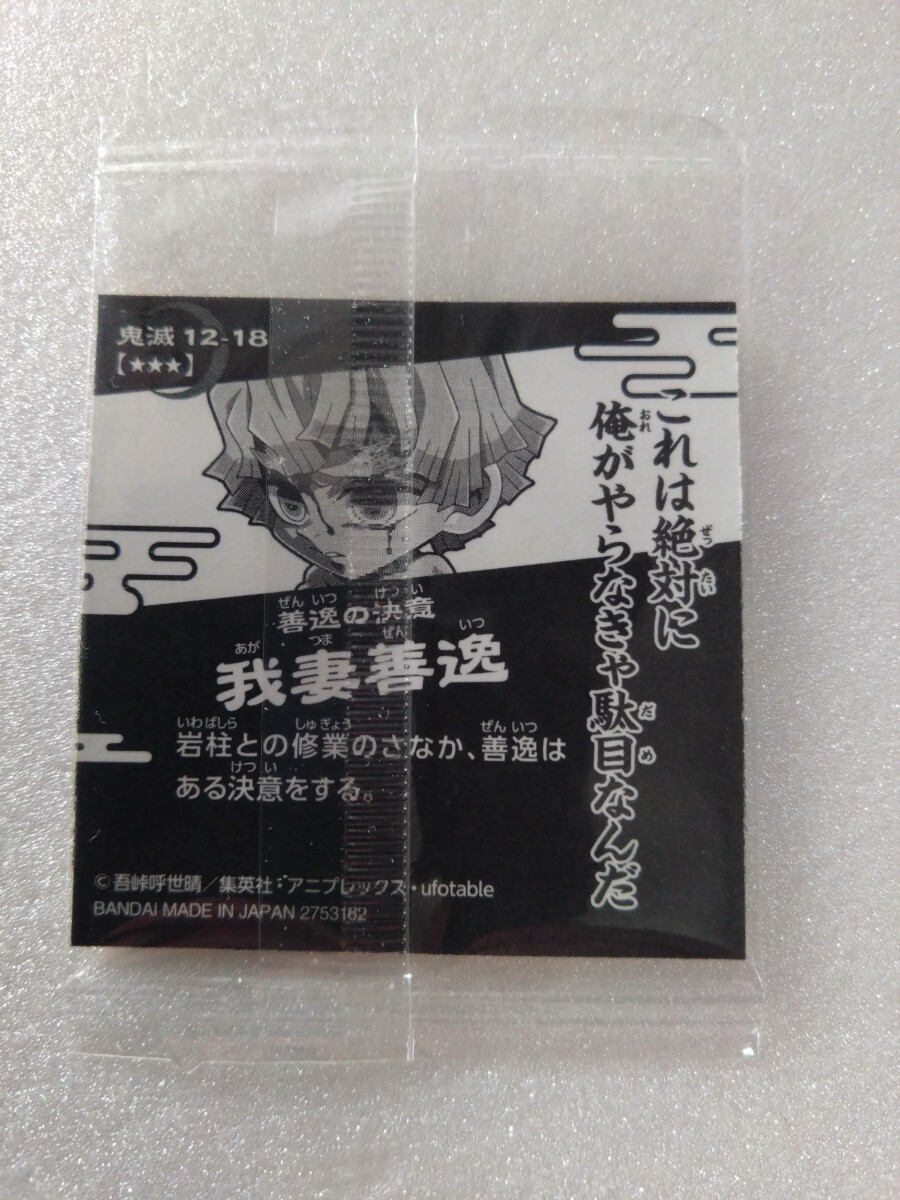 鬼滅 12-18
【★★★】
これは絶対に
俺がやらなきゃ駄目なんだ
善逸の決意
我妻善逸
岩柱との修業のさなか、善逸は
ある決意をする。
©吾峠呼世晴／集英社・アニプレックス・ufotable
BANDAI MADE IN JAPAN 2753162